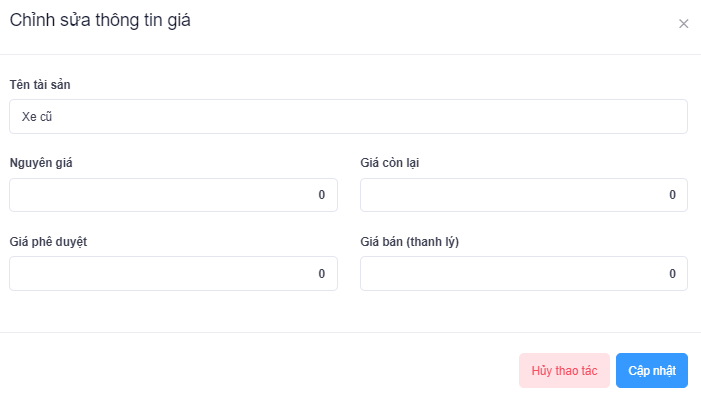 Chỉnh sửa thông tin giá
×
Tên tài sản
Xe cũ
Nguyên giá
Giá còn lại
0
0
Giá phê duyệt
Giá bán (thanh lý)
0
0
Hủy thao tác
Cập nhật